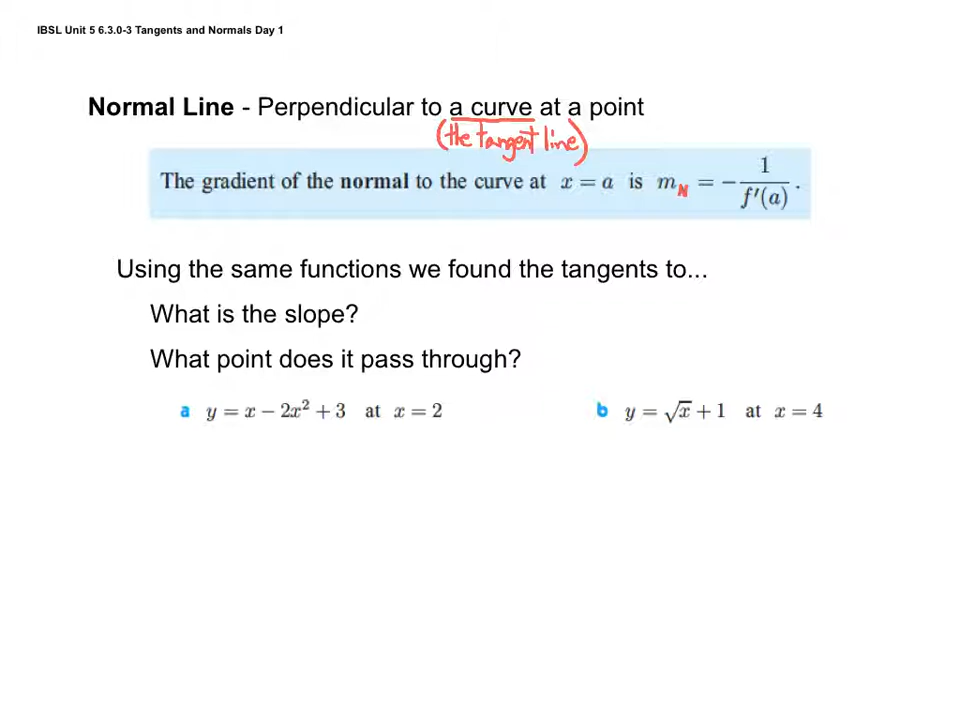 IBSL Unit 5 6.3.0-3 Tangents and Normals Day 1
Normal Line - Perpendicular to a curve at a point
(the tangent line)
The gradient of the normal to the curve at x = a is m_N = −1/f′(a).
Using the same functions we found the tangents to...
What is the slope?
What point does it pass through?
a y = x − 2x² + 3 at x = 2
b y = √x + 1 at x = 4